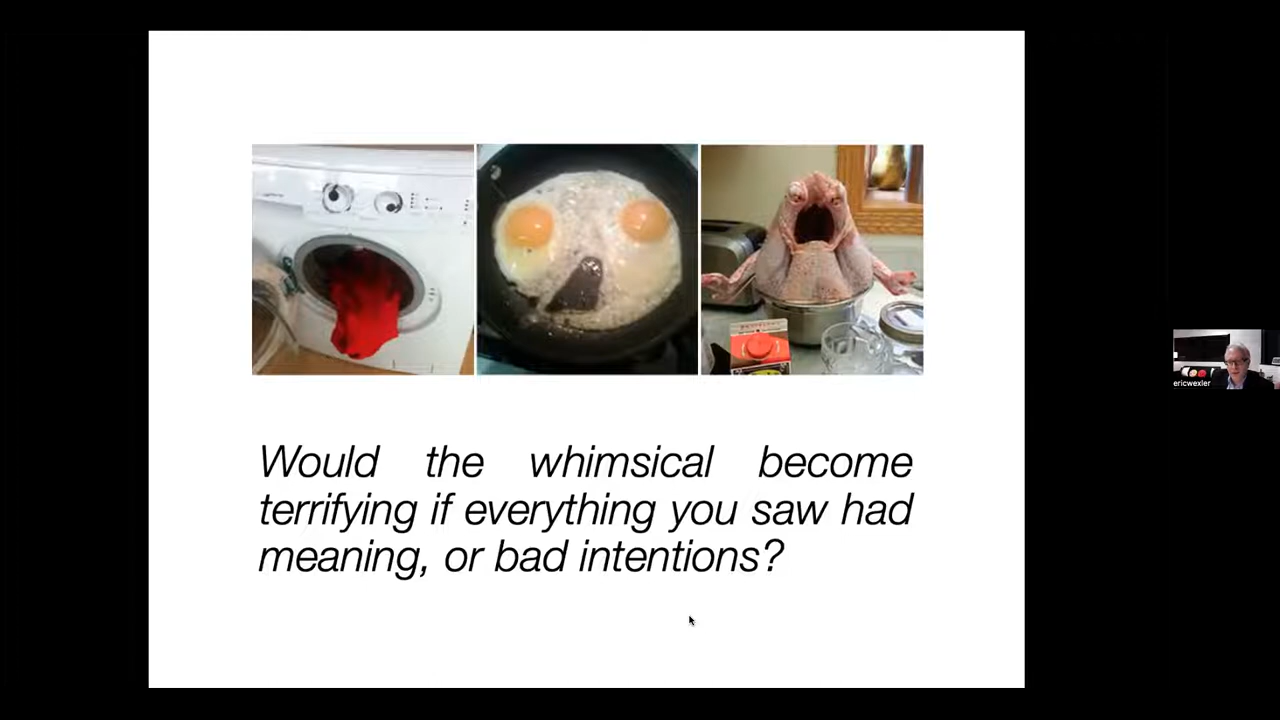 Would the whimsical become
terrifying if everything you saw had
meaning, or bad intentions?
ericwexler